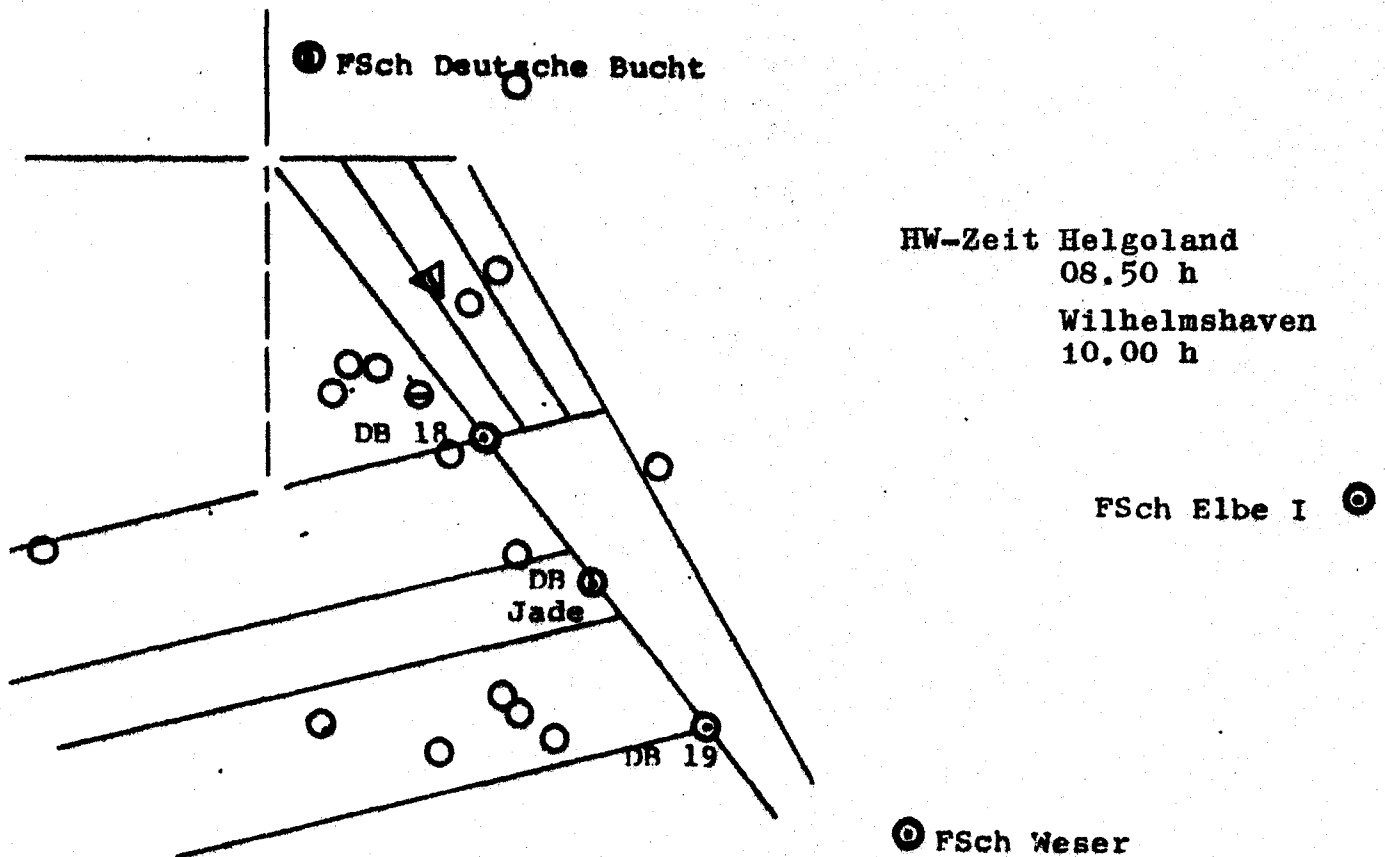 FSch Deutsche Bucht
HW-Zeit Helgoland
08.50 h
Wilhelmshaven
10.00 h
DB 18
FSch Elbe I
DB
Jade
DB 19
FSch Weser